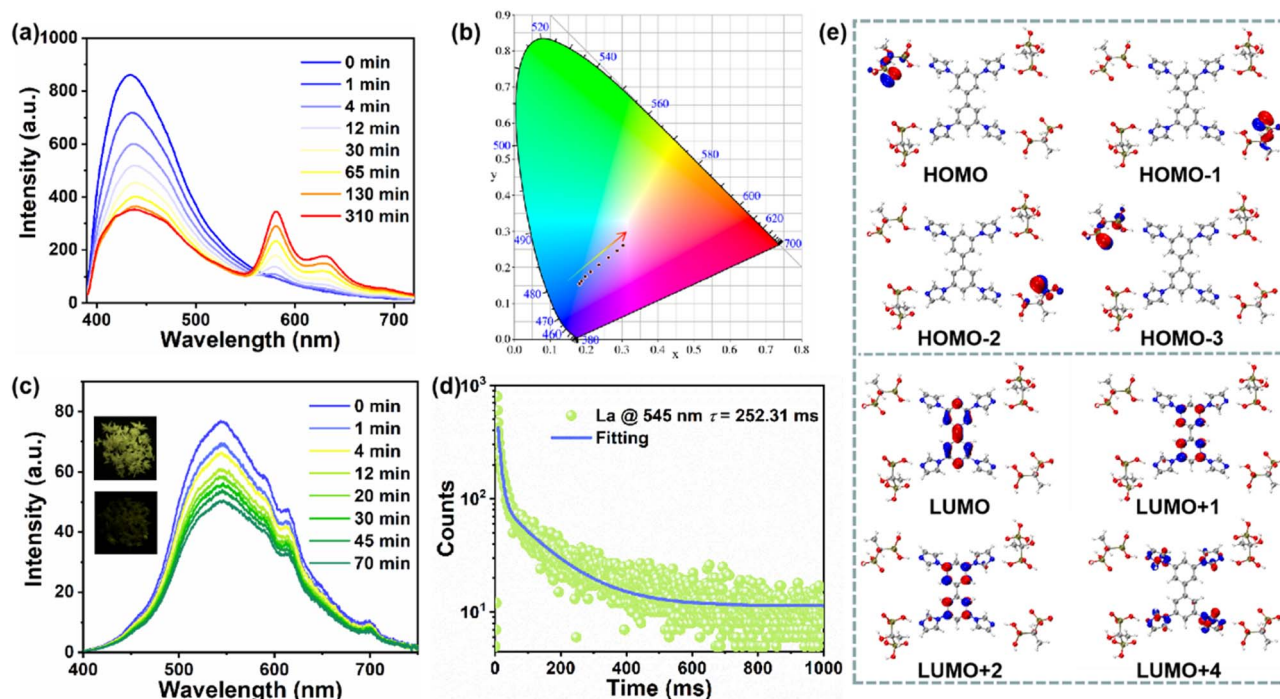 (a)
1000
800
600
400
200
0
400 500 600 700
Intensity (a.u.)
Wavelength (nm)
0 min
1 min
4 min
12 min
30 min
65 min
130 min
310 min
(b)
0.9
0.8
0.7
0.6
0.5
y
0.4
0.3
0.2
0.1
0.0
0.0 0.1 0.2 0.3 0.4 0.5 0.6 0.7 0.8
x
520
540
560
580
600
620
700
500
490
480
470
460
380
(c)
80
60
40
20
0
400 500 600 700
Intensity (a.u.)
Wavelength (nm)
0 min
1 min
4 min
12 min
20 min
30 min
45 min
70 min
(d)
10³
10²
10¹
0 200 400 600 800 1000
Counts
Time (ms)
La @ 545 nm τ = 252.31 ms
Fitting
(e)
HOMO HOMO-1
HOMO-2 HOMO-3
LUMO LUMO+1
LUMO+2 LUMO+4